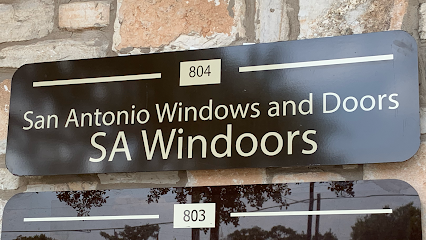 804
San Antonio Windows and Doors
SA Windoors
803